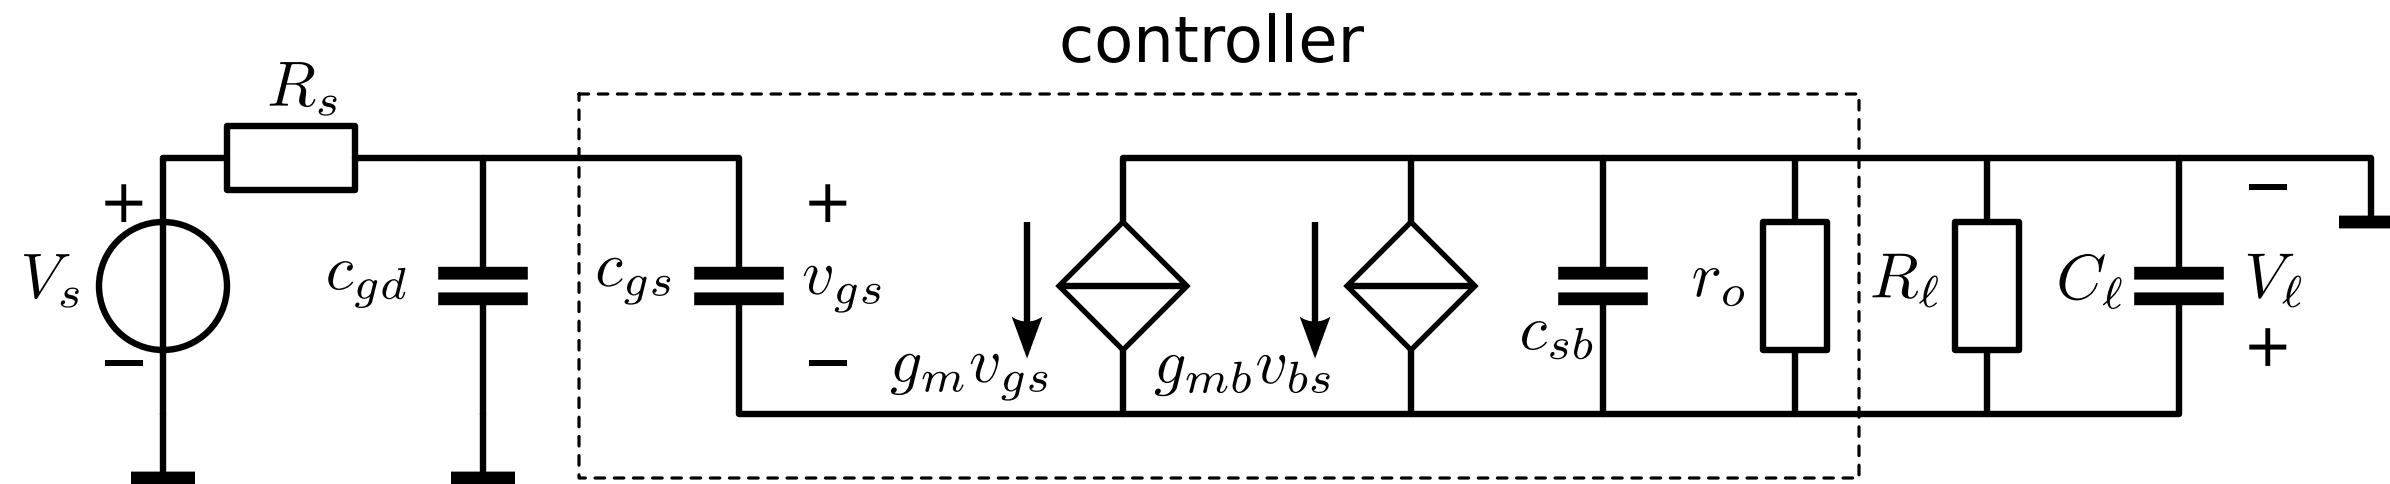 controller
R_s
+
V_s
−
c_gd
c_gs
+
v_gs
−
g_m v_gs
g_mb v_bs
c_sb
r_o
R_ℓ
C_ℓ
−
V_ℓ
+